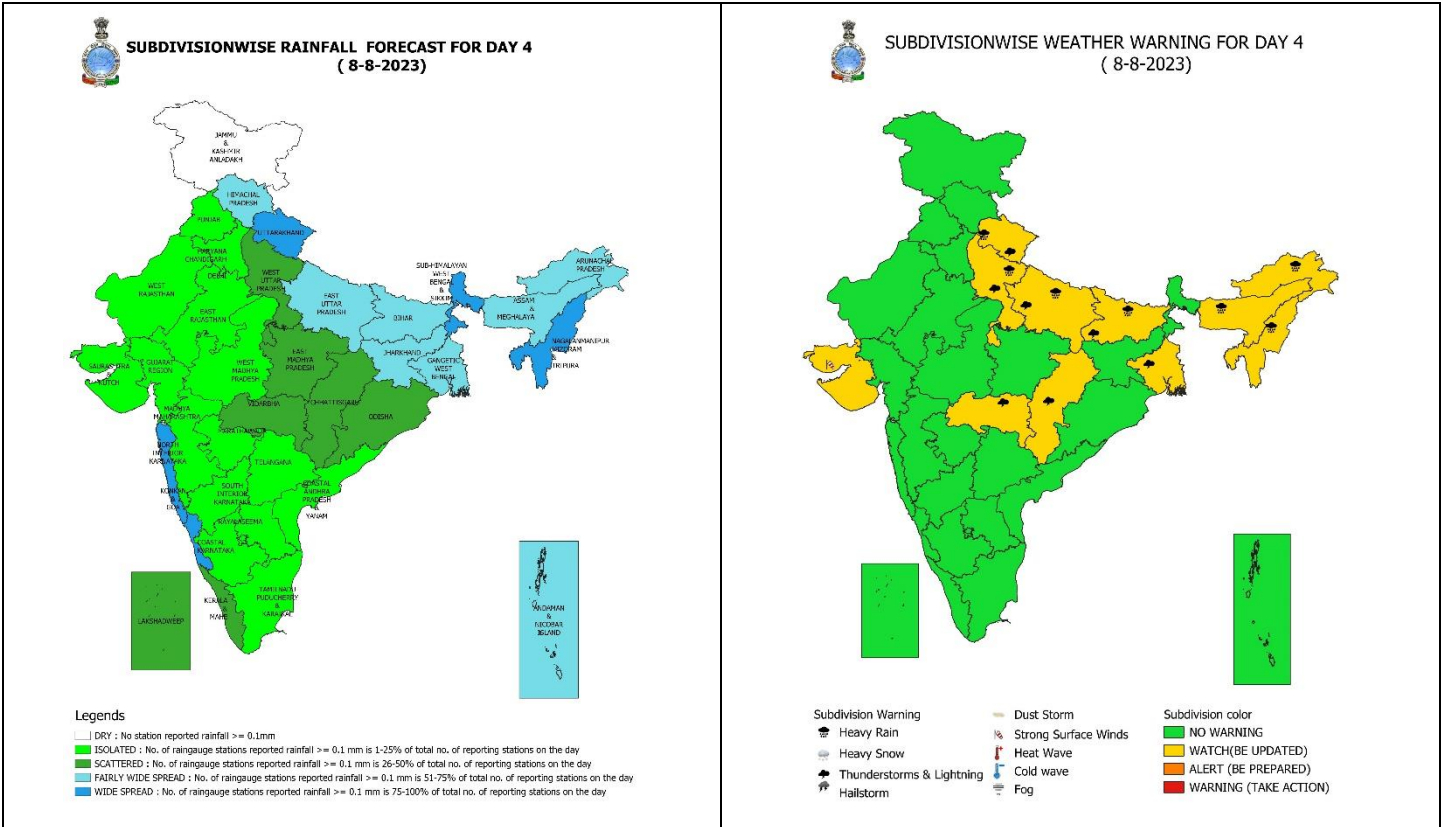 SUBDIVISIONWISE RAINFALL FORECAST FOR DAY 4
( 8-8-2023)
JAMMU
&
KASHMIR
ANLADAKH
HIMACHAL
PRADESH
PUNJAB
UTTARAKHAND
HARYANA
CHANDIGARH
DELHI
WEST
UTTAR
PRADESH
WEST
RAJASTHAN
EAST
RAJASTHAN
EAST
UTTAR
PRADESH
BIHAR
SUB-HIMALAYAN
WEST
BENGAL
&
SIKKIM
ARUNACHAL
PRADESH
ASSAM
&
MEGHALAYA
NAGALANMANIPUR
MIZORAM
&
TRIPURA
SAURASHTRA
&
KUTCH
GUJARAT
REGION
WEST
MADHYA
PRADESH
EAST
MADHYA
PRADESH
JHARKHAND
GANGETIC
WEST
BENGAL
VIDARBHA
CHHATTISGARH
ODISHA
MADHYA
MAHARASHTRA
MARATHAWADA
NORTH
INTERIOR
KARNATAKA
TELANGANA
KONKAN
&
GOA
SOUTH
INTERIOR
KARNATAKA
COASTAL
ANDHRA
PRADESH
&
YANAM
RAYALASEEMA
COASTAL
KARNATAKA
KERALA
&
MAHE
TAMILNADU
PUDUCHERRY
&
KARAIKAL
LAKSHADWEEP
ANDAMAN
&
NICOBAR
ISLAND
Legends
DRY : No station reported rainfall >= 0.1mm
ISOLATED : No. of raingauge stations reported rainfall >= 0.1 mm is 1-25% of total no. of reporting stations on the day
SCATTERED : No. of raingauge stations reported rainfall >= 0.1 mm is 26-50% of total no. of reporting stations on the day
FAIRLY WIDE SPREAD : No. of raingauge stations reported rainfall >= 0.1 mm is 51-75% of total no. of reporting stations on the day
WIDE SPREAD : No. of raingauge stations reported rainfall >= 0.1 mm is 75-100% of total no. of reporting stations on the day
SUBDIVISIONWISE WEATHER WARNING FOR DAY 4
( 8-8-2023)
Subdivision Warning
Heavy Rain
Heavy Snow
Thunderstorms & Lightning
Hailstorm
Dust Storm
Strong Surface Winds
Heat Wave
Cold wave
Fog
Subdivision color
NO WARNING
WATCH(BE UPDATED)
ALERT (BE PREPARED)
WARNING (TAKE ACTION)